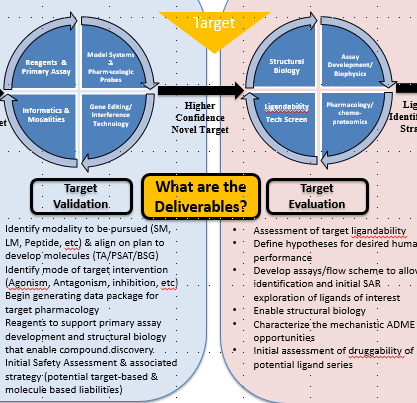 Target
Reagents &
Primary Assay
Model Systems
&
Pharmacologic
Probes
Informatics &
Modalities
Gene Editing/
Interference
Technology
Higher
Confidence
Novel Target
Structural
Biology
Assay
Development/
Biophysics
Ligandability
Tech Screen
Pharmacology/
chemo-
proteomics
et
Lig
Identif
Stra
Target
Validation
What are the
Deliverables?
Target
Evaluation
Identify modality to be pursued (SM,
LM, Peptide, etc) & align on plan to
develop molecules (TA/PSAT/BSG)
Identify mode of target intervention
(Agonism, Antagonism, inhibition, etc)
Begin generating data package for
target pharmacology
Reagents to support primary assay
development and structural biology
that enable compound discovery.
Initial Safety Assessment & associated
strategy (potential target-based &
molecule based liabilities)
• Assessment of target ligandability
• Define hypotheses for desired huma
performance
• Develop assays/flow scheme to allow
identification and initial SAR
exploration of ligands of interest
• Enable structural biology
• Characterize the mechanistic ADME
opportunities
• Initial assessment of druggability of
potential ligand series